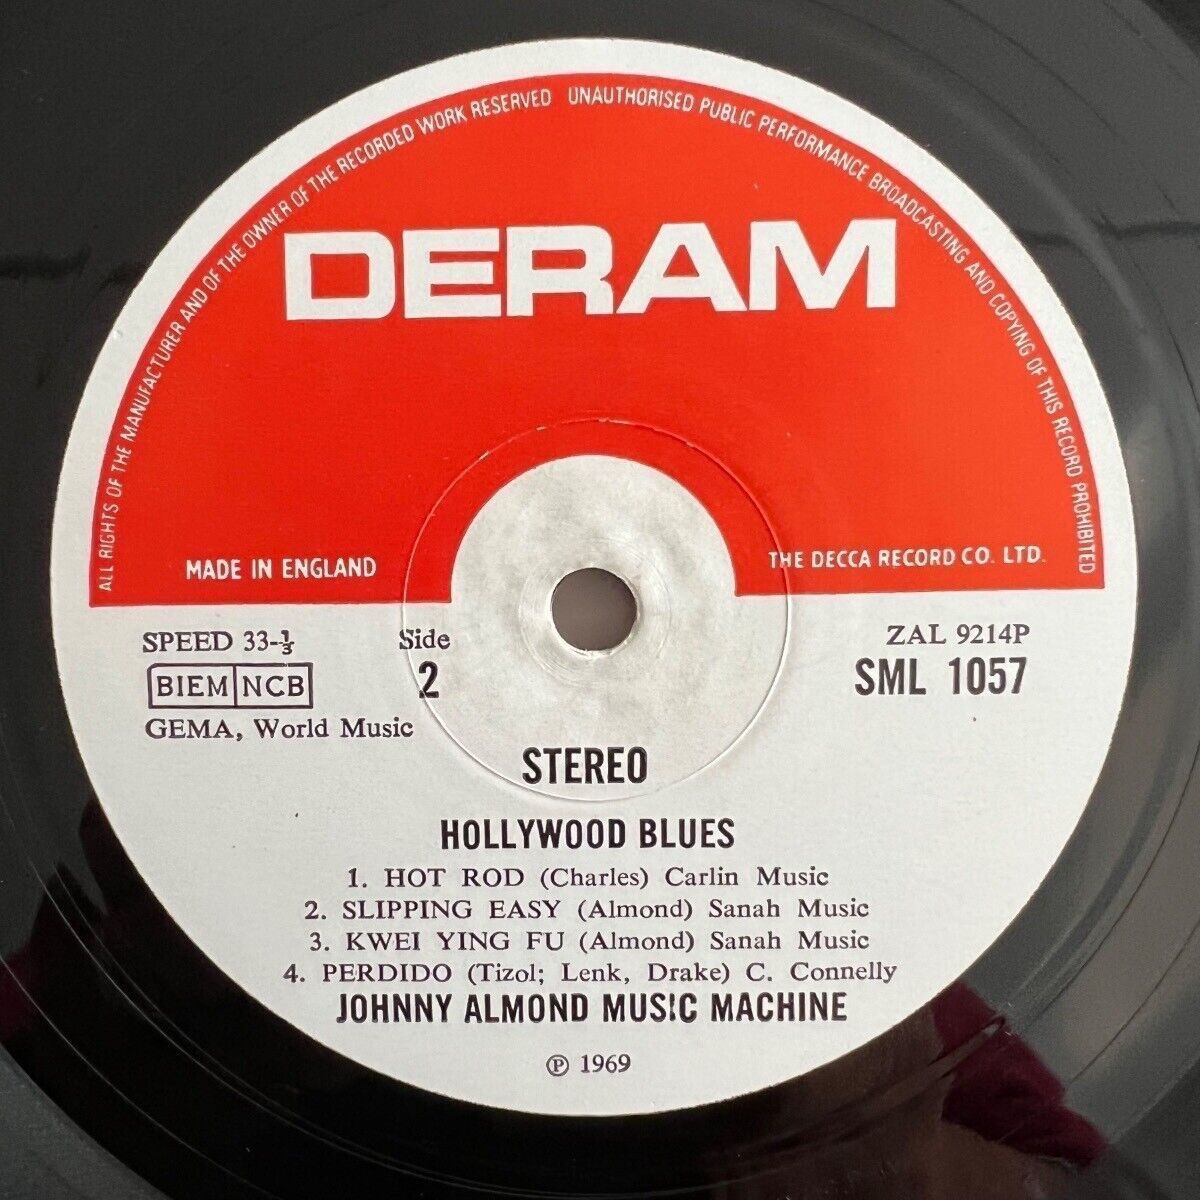 ALL RIGHTS OF THE MANUFACTURER AND OF THE OWNER OF THE RECORDED WORK RESERVED UNAUTHORISED PUBLIC PERFORMANCE BROADCASTING AND COPYING OF THIS RECORD PROHIBITED
DERAM
MADE IN ENGLAND THE DECCA RECORD CO. LTD.
SPEED 33-⅓ Side ZAL 9214P
BIEM NCB 2 SML 1057
GEMA, World Music
STEREO
HOLLYWOOD BLUES
1. HOT ROD (Charles) Carlin Music
2. SLIPPING EASY (Almond) Sanah Music
3. KWEI YING FU (Almond) Sanah Music
4. PERDIDO (Tizol; Lenk, Drake) C. Connelly
JOHNNY ALMOND MUSIC MACHINE
℗ 1969